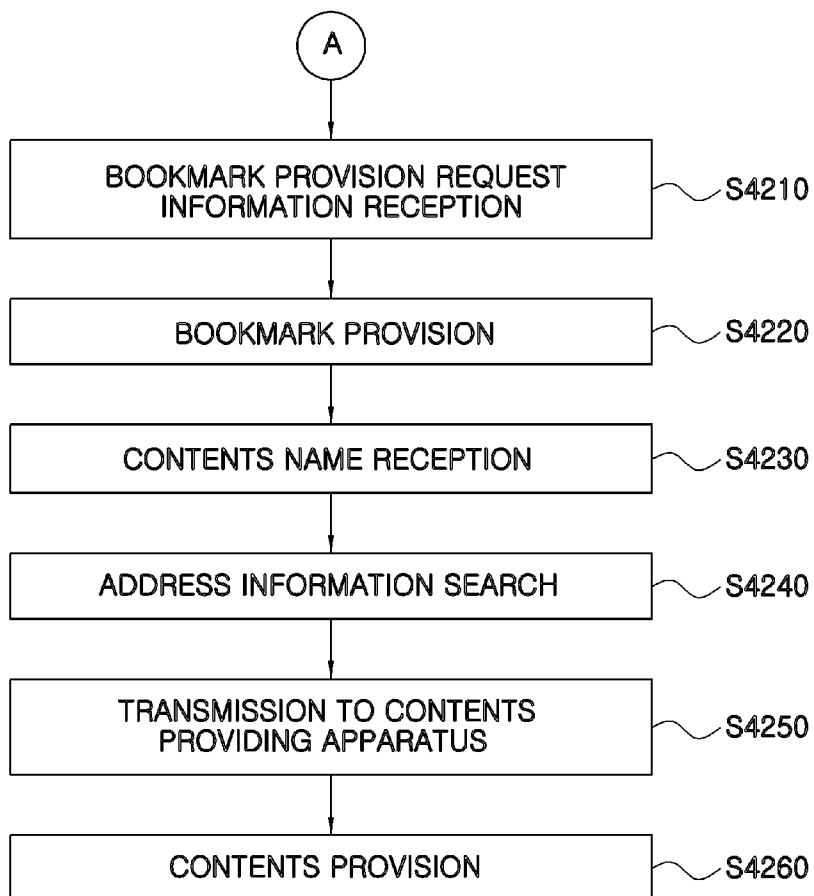 A
BOOKMARK PROVISION REQUEST
INFORMATION RECEPTION
S4210
BOOKMARK PROVISION
S4220
CONTENTS NAME RECEPTION
S4230
ADDRESS INFORMATION SEARCH
S4240
TRANSMISSION TO CONTENTS
PROVIDING APPARATUS
S4250
CONTENTS PROVISION
S4260